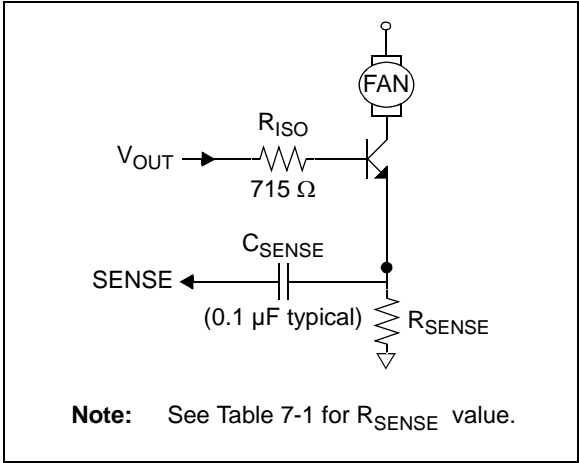 FAN
R_ISO
V_OUT
715 Ω
C_SENSE
SENSE
(0.1 µF typical)
R_SENSE
Note: See Table 7-1 for R_SENSE value.